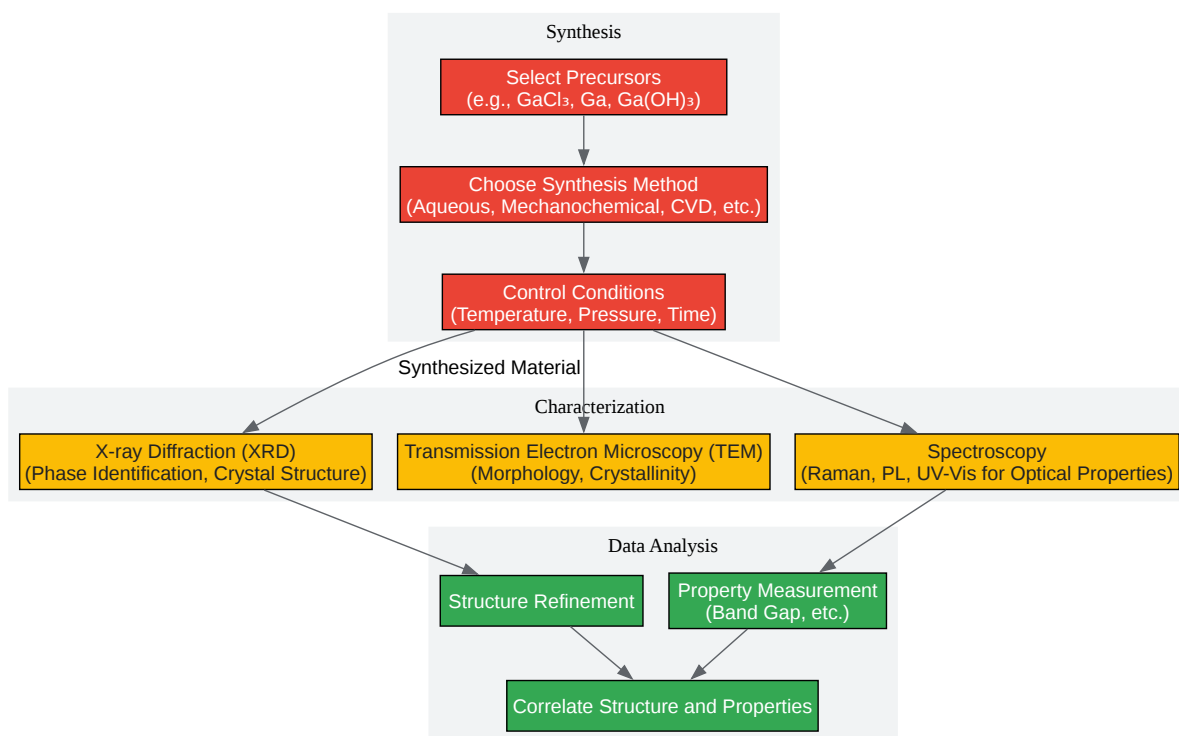 Synthesis
Select Precursors
(e.g., GaCl₃, Ga, Ga(OH)₃)
Choose Synthesis Method
(Aqueous, Mechanochemical, CVD, etc.)
Control Conditions
(Temperature, Pressure, Time)
Synthesized Material
Characterization
X-ray Diffraction (XRD)
(Phase Identification, Crystal Structure)
Transmission Electron Microscopy (TEM)
(Morphology, Crystallinity)
Spectroscopy
(Raman, PL, UV-Vis for Optical Properties)
Data Analysis
Structure Refinement
Property Measurement
(Band Gap, etc.)
Correlate Structure and Properties